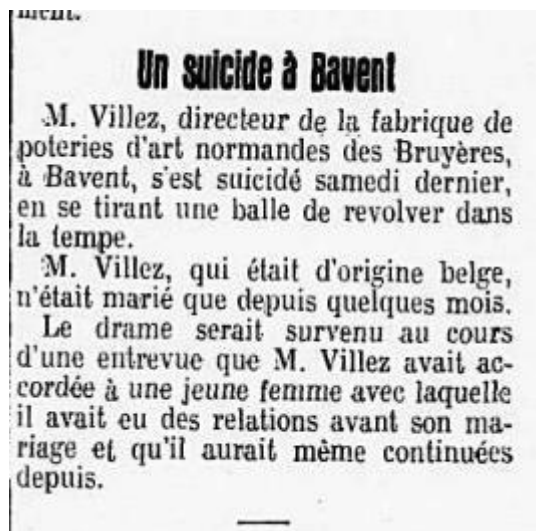 Un suicide à Bavent
M. Villez, directeur de la fabrique de
poteries d'art normandes des Bruyères,
à Bavent, s'est suicidé samedi dernier,
en se tirant une balle de revolver dans
la tempe.
M. Villez, qui était d'origine belge,
n'était marié que depuis quelques mois.
Le drame serait survenu au cours
d'une entrevue que M. Villez avait ac-
cordée à une jeune femme avec laquelle
il avait eu des relations avant son ma-
riage et qu'il aurait même continuées
depuis.